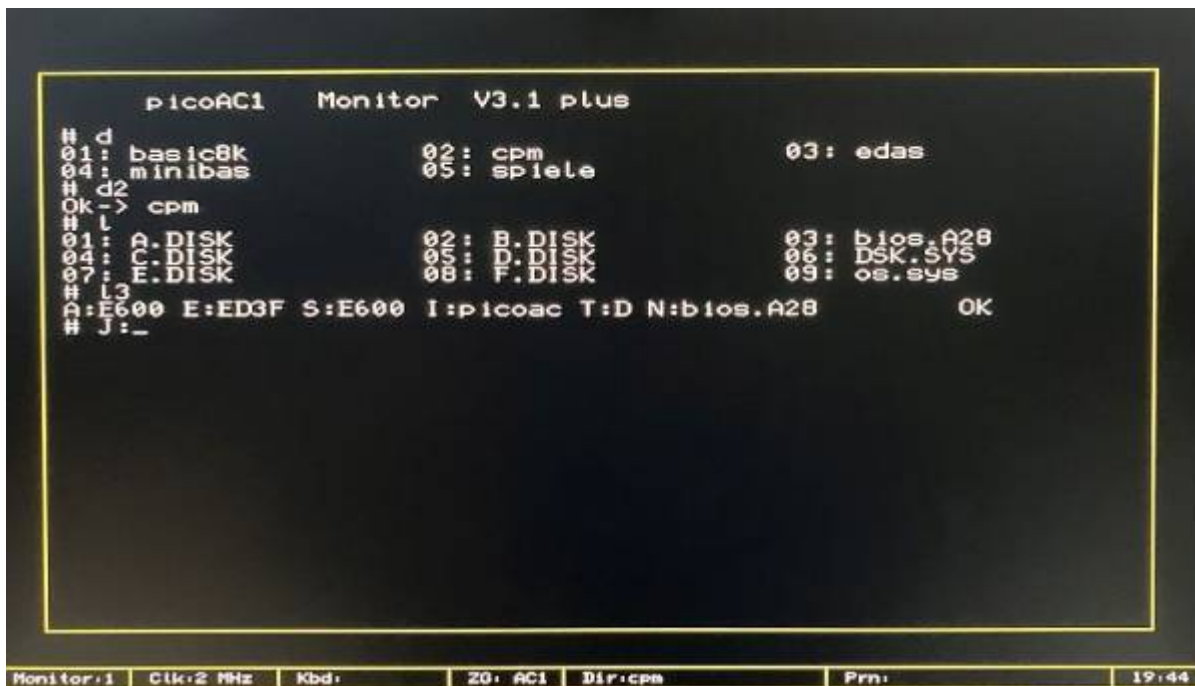 picoAC1 Monitor V3.1 plus
# d
01: basic8k 02: cpm 03: edas
04: minibas 05: spiele
# d2
Ok-> cpm
# l
01: A.DISK 02: B.DISK 03: bios.A28
04: C.DISK 05: D.DISK 06: DSK.SYS
07: E.DISK 08: F.DISK 09: os.sys
# l3
A:E600 E:ED3F S:E600 I:picoac T:D N:bios.A28 OK
# J:_
Monitor:1 Clk:2 MHz Kbd: ZG: AC1 Dir:cpm Prn: 19:44